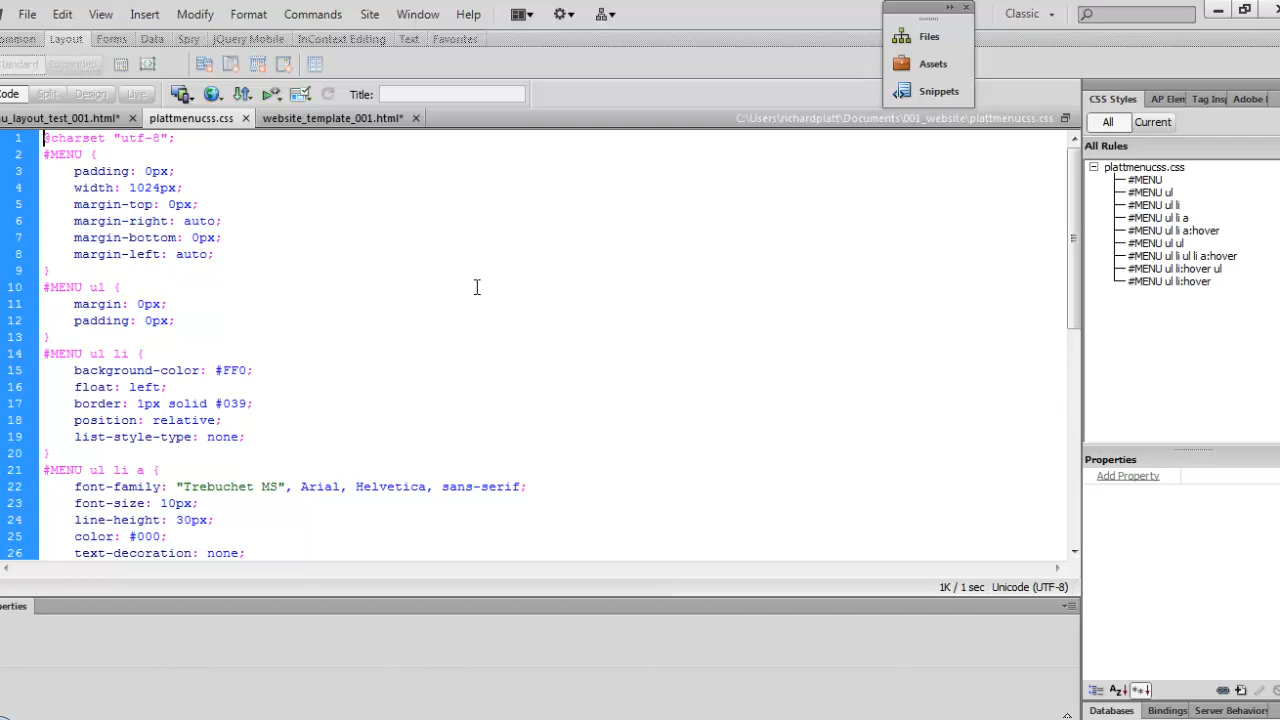 File Edit Insert Modify Format Commands Site Window Help Classic
Layout Forms Data InContext Editing Text Favorites
Standard Expanded
Code Split Design Live Title:
u_layout_test_001.html* plattmenucss.css website_template_001.html* C:\Users\richardplatt\Documents\001_website\plattmenucss.css
Files
Assets
Snippets
1 @charset "utf-8";
2 #MENU {
3 padding: 0px;
4 width: 1024px;
5 margin-top: 0px;
6 margin-right: auto;
7 margin-bottom: 0px;
8 margin-left: auto;
9 }
10 #MENU ul {
11 margin: 0px;
12 padding: 0px;
13 }
14 #MENU ul li {
15 background-color: #FF0;
16 float: left;
17 border: 1px solid #039;
18 position: relative;
19 list-style-type: none;
20 }
21 #MENU ul li a {
22 font-family: "Trebuchet MS", Arial, Helvetica, sans-serif;
23 font-size: 10px;
24 line-height: 30px;
25 color: #000;
26 text-decoration: none;
1K / 1 sec Unicode (UTF-8)
perties
CSS Styles AP Elen Tag Insp Adobe
All Current
All Rules
plattmenucss.css
#MENU
#MENU ul
#MENU ul li
#MENU ul li a
#MENU ul li a:hover
#MENU ul ul
#MENU ul li ul li a:hover
#MENU ul li:hover ul
#MENU ul li:hover
Properties
Add Property
Databases Bindings Server Behavior